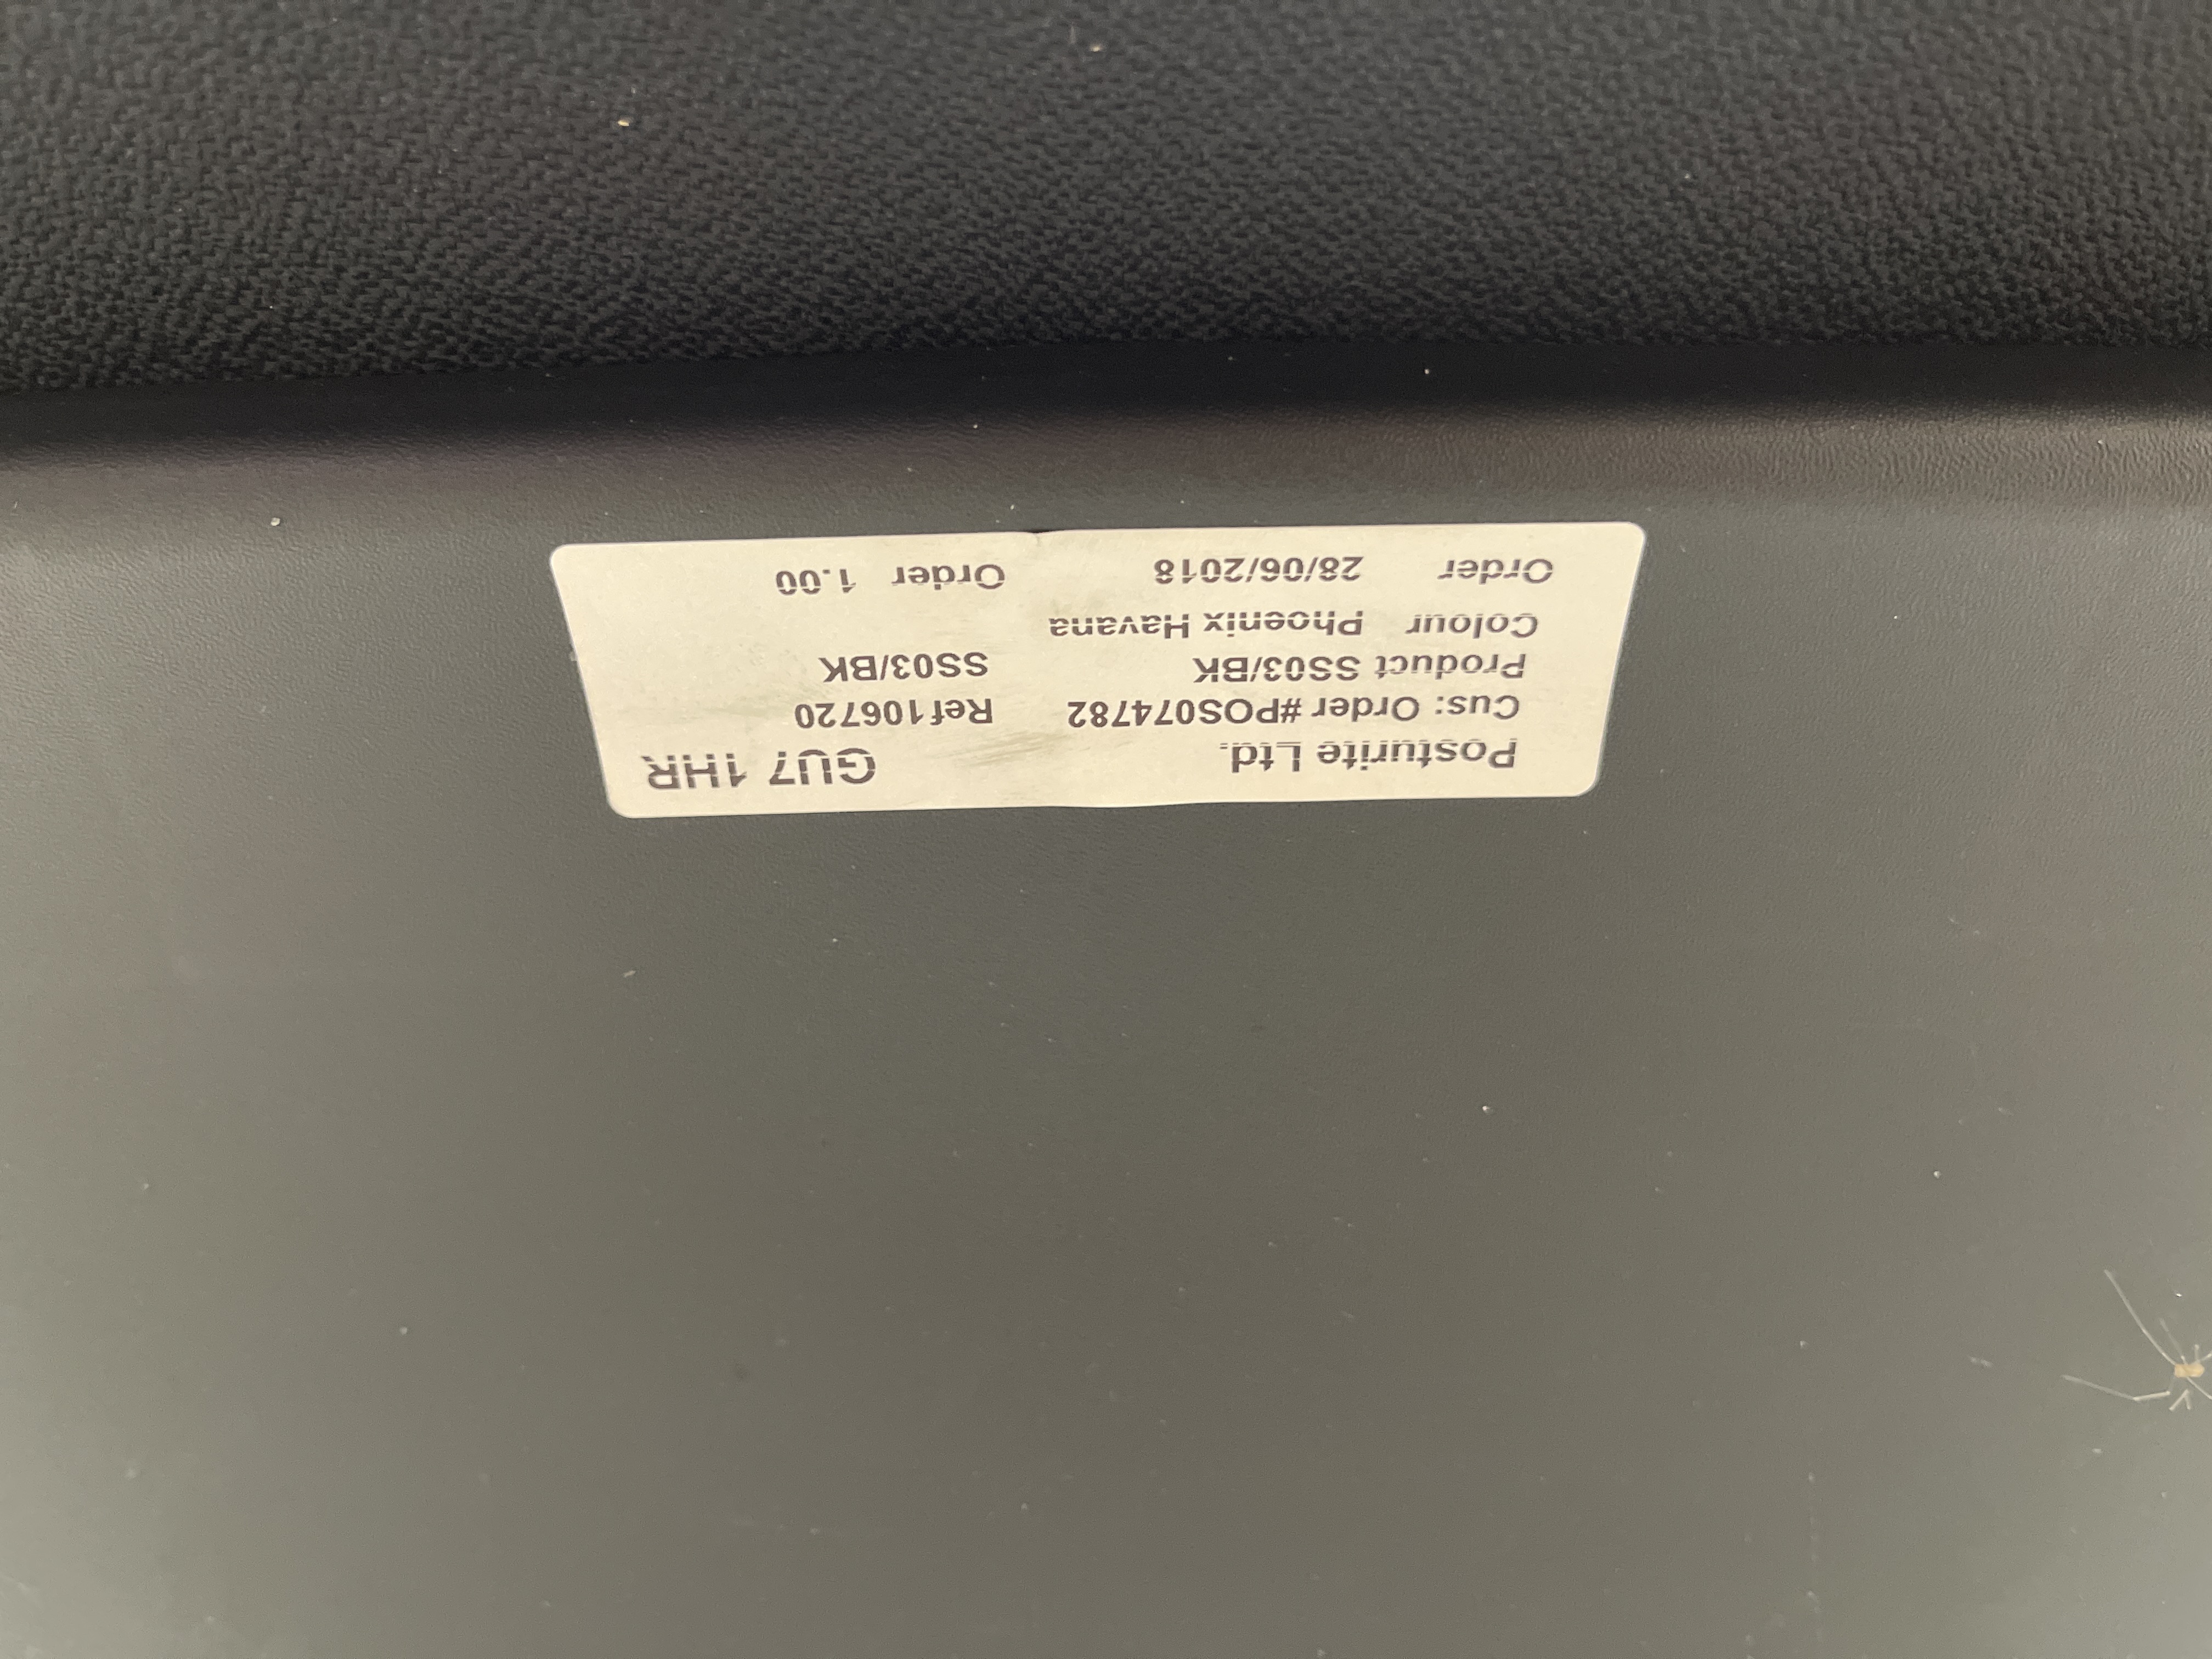 Posturite Ltd. GU7 1HR
Cus: Order #POS074782 Ref106720
Product SS03/BK SS03/BK
Colour Phoenix Havana
Order 28/06/2018 Order 1.00